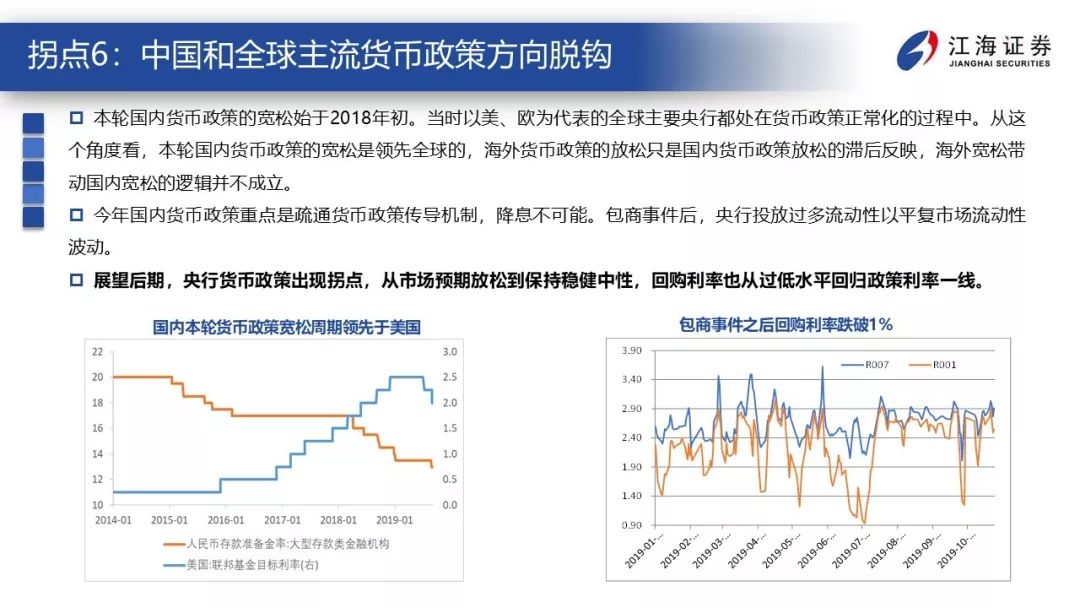 拐点6：中国和全球主流货币政策方向脱钩
江海证券
JIANGHAI SECURITIES
本轮国内货币政策的宽松始于2018年初。当时以美、欧为代表的全球主要央行都处在货币政策正常化的过程中。从这
个角度看，本轮国内货币政策的宽松是领先全球的，海外货币政策的放松只是国内货币政策放松的滞后反映，海外宽松带
动国内宽松的逻辑并不成立。
今年国内货币政策重点是疏通货币政策传导机制，降息不可能。包商事件后，央行投放过多流动性以平复市场流动性
波动。
展望后期，央行货币政策出现拐点，从市场预期放松到保持稳健中性，回购利率也从过低水平回归政策利率一线。
国内本轮货币政策宽松周期领先于美国
22
20
18
16
14
12
10
3.0
2.5
2.0
1.5
1.0
0.5
0.0
2014-01 2015-01 2016-01 2017-01 2018-01 2019-01
人民币存款准备金率:大型存款类金融机构
美国:联邦基金目标利率(右)
包商事件之后回购利率跌破1%
3.90
3.40
2.90
2.40
1.90
1.40
0.90
R007 R001
2019-01-… 2019-02-… 2019-03-… 2019-04-… 2019-05-… 2019-06-… 2019-07-… 2019-08-… 2019-09-… 2019-10-…